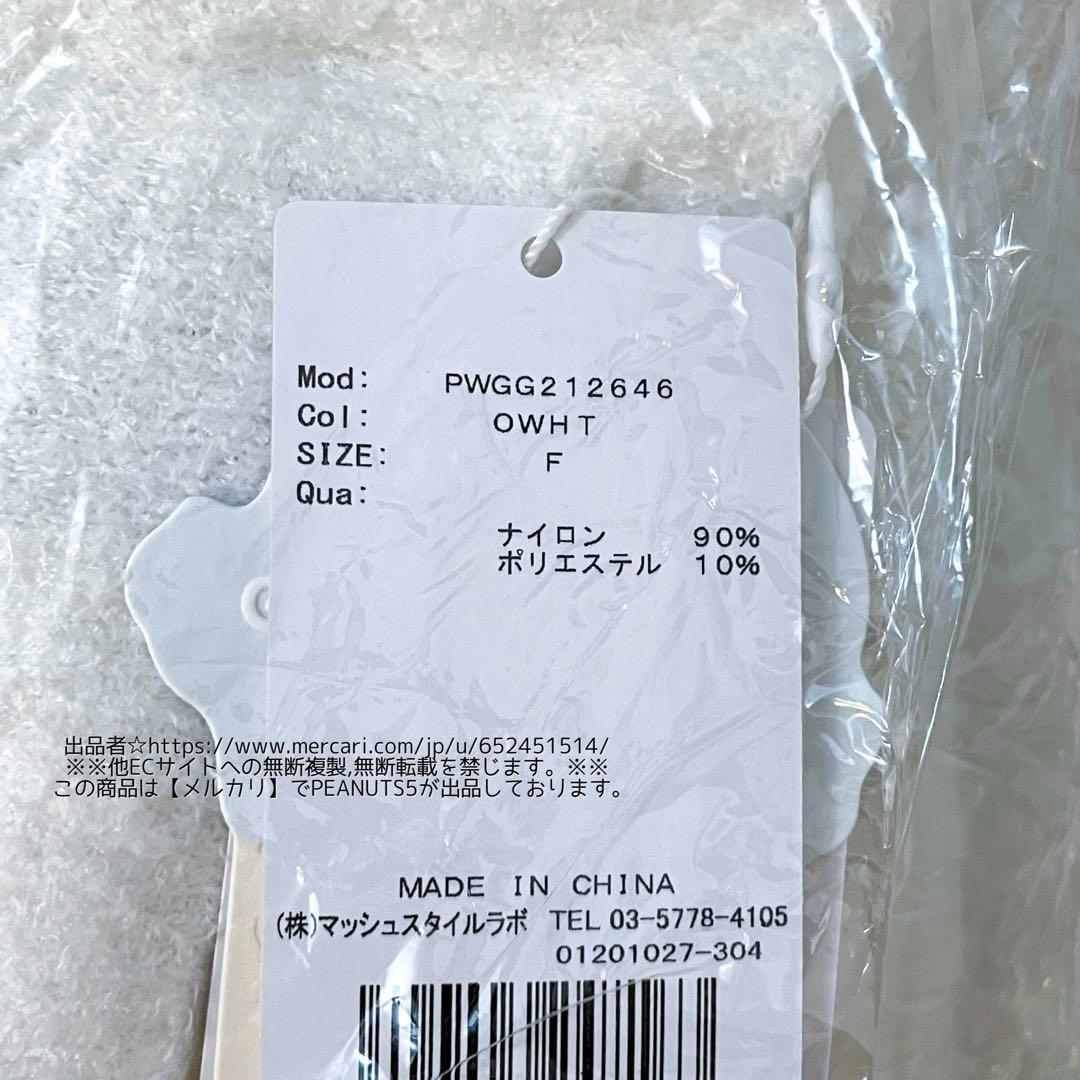 Mod: PWGG212646
Col: OWHT
SIZE: F
Qua:
ナイロン 90%
ポリエステル 10%
出品者☆https://www.mercari.com/jp/u/652451514/
※※他ECサイトへの無断複製,無断転載を禁じます。※※
この商品は【メルカリ】でPEANUTS5が出品しております。
MADE IN CHINA
(株)マッシュスタイルラボ TEL 03-5778-4105
01201027-304